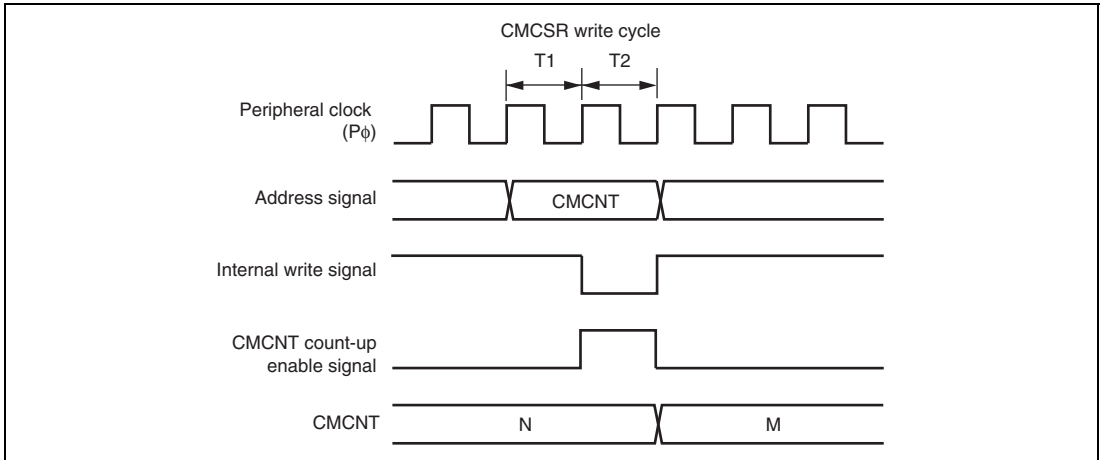 CMCSR write cycle
T1 T2
Peripheral clock
(Pφ)
Address signal
CMCNT
Internal write signal
CMCNT count-up
enable signal
CMCNT
N
M